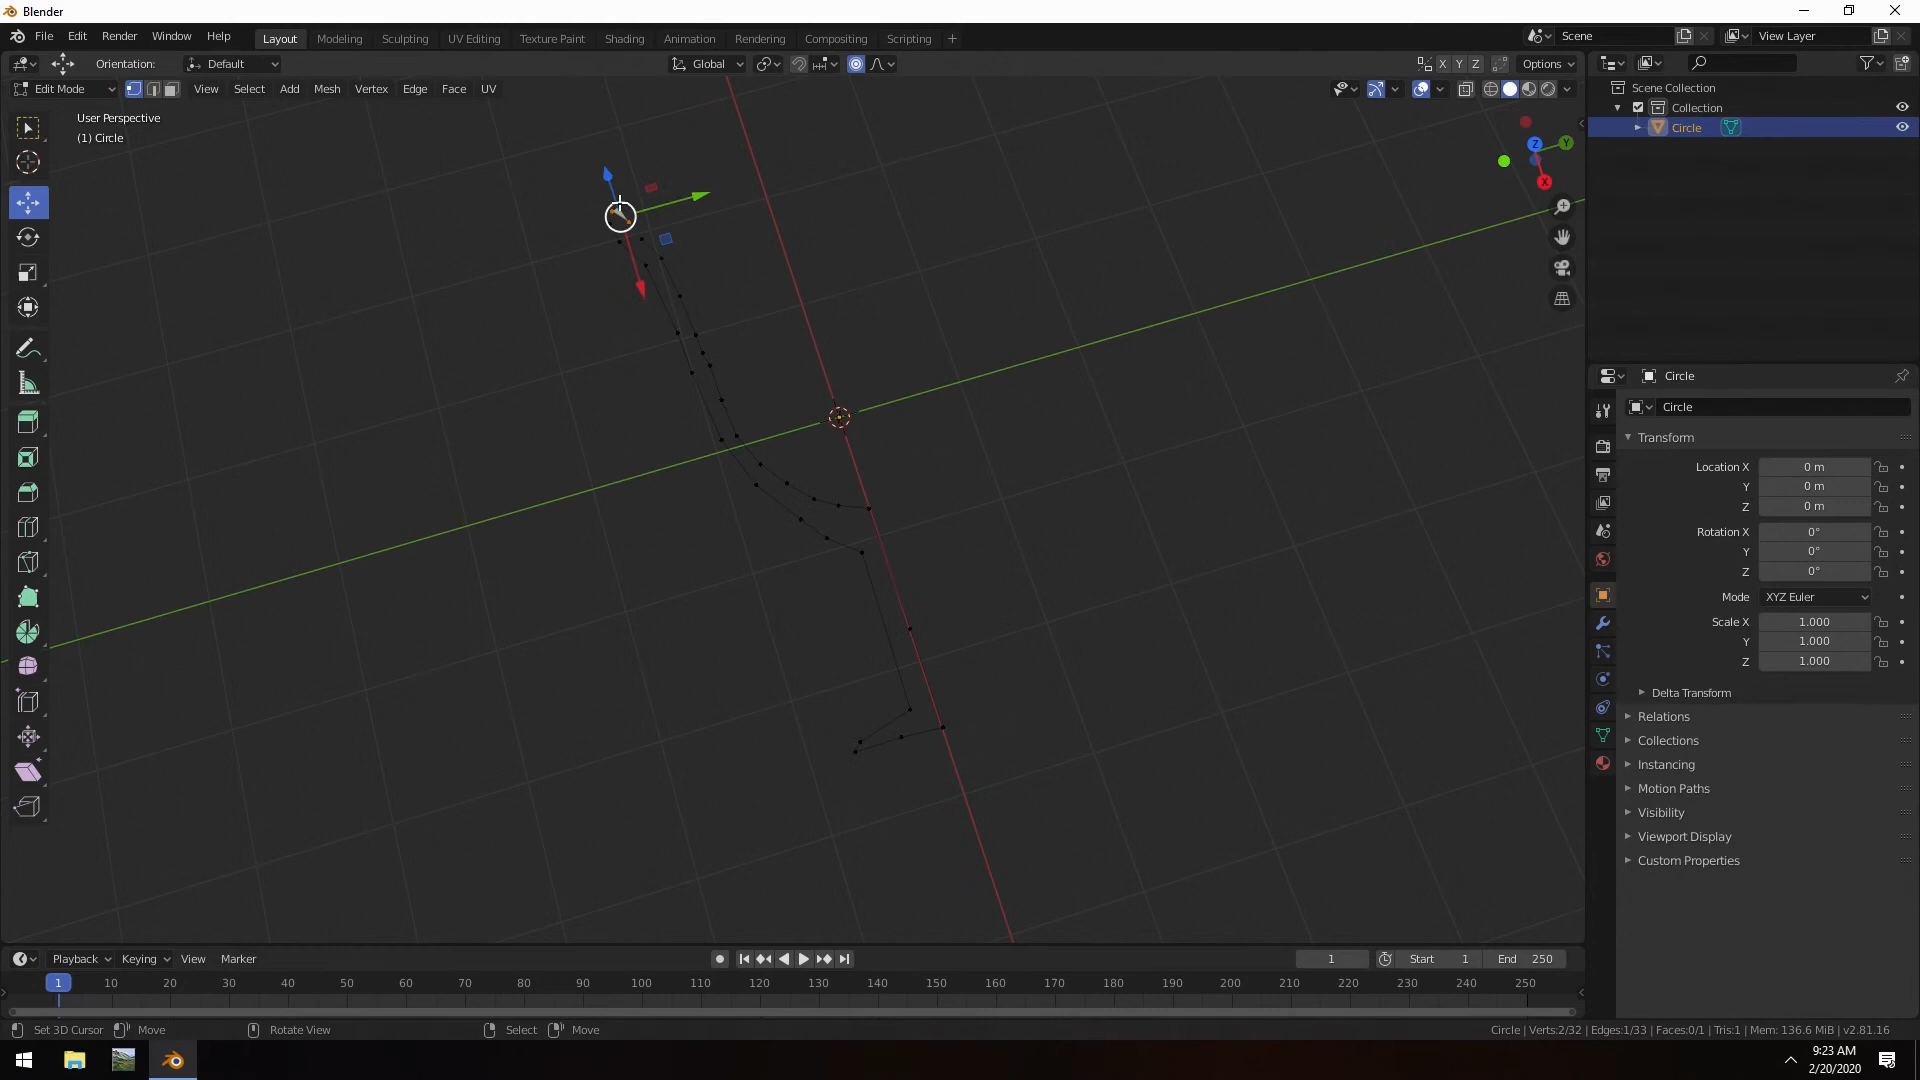 Blender
File Edit Render Window Help Layout Modeling Sculpting UV Editing Texture Paint Shading Animation Rendering Compositing Scripting + Scene View Layer
Orientation: Default Global X Y Z Options
Edit Mode View Select Add Mesh Vertex Edge Face UV
User Perspective
(1) Circle
Z Y X
Scene Collection
Collection
Circle
Circle
Circle
Transform
Location X 0 m
Y 0 m
Z 0 m
Rotation X 0°
Y 0°
Z 0°
Mode XYZ Euler
Scale X 1.000
Y 1.000
Z 1.000
Delta Transform
Relations
Collections
Instancing
Motion Paths
Visibility
Viewport Display
Custom Properties
Playback Keying View Marker 1 Start 1 End 250
1 10 20 30 40 50 60 70 80 90 100 110 120 130 140 150 160 170 180 190 200 210 220 230 240 250
Set 3D Cursor Move Rotate View Select Move Circle | Verts:2/32 | Edges:1/33 | Faces:0/1 | Tris:1 | Mem: 136.6 MiB | v2.81.16
9:23 AM
2/20/2020